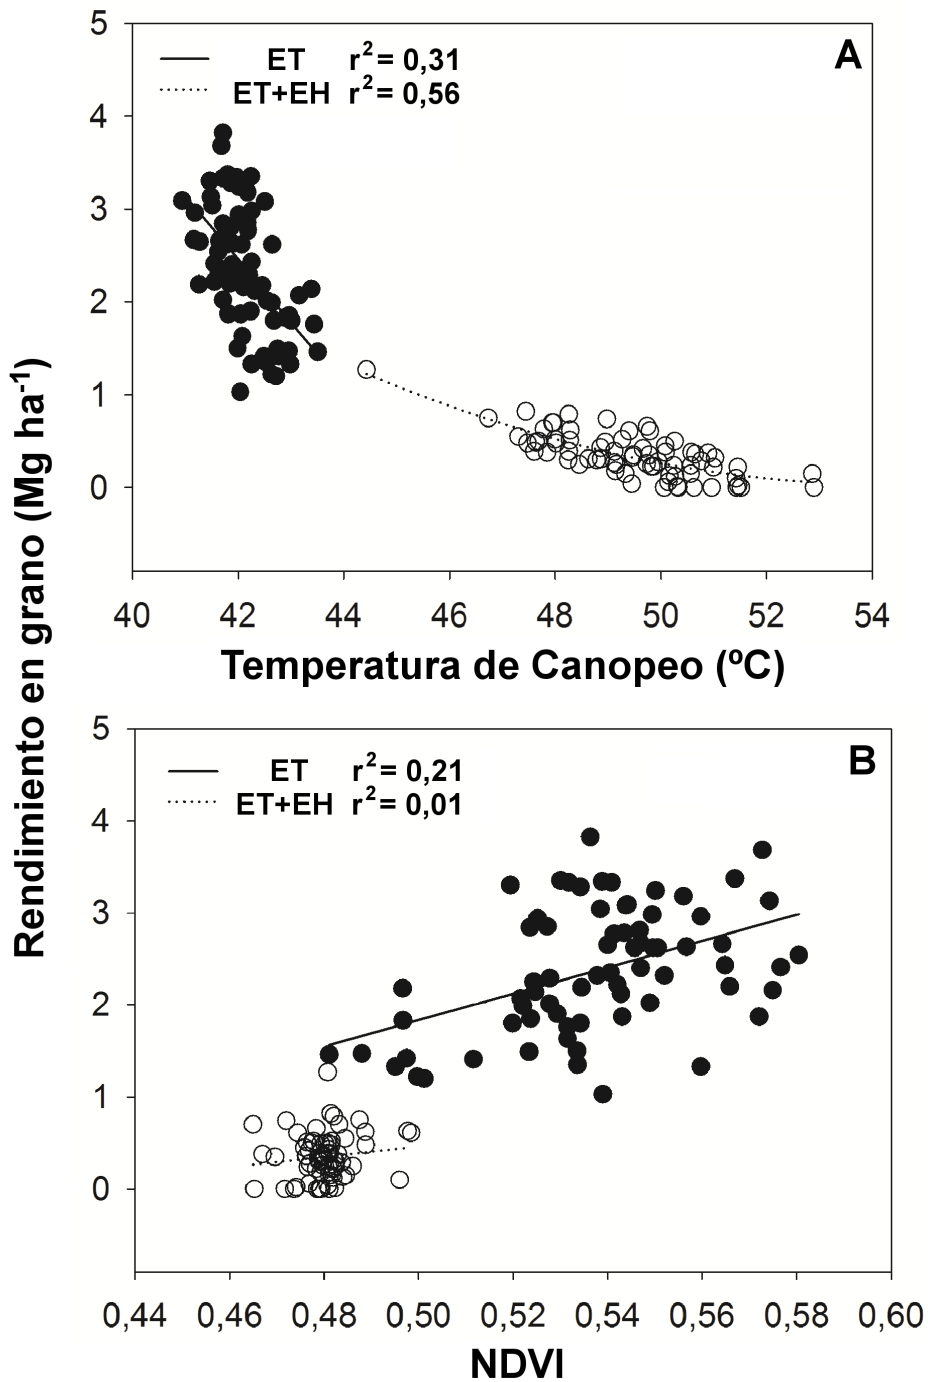 Rendimiento en grano (Mg ha-1)
A
ET r2= 0,31
ET+EH r2= 0,56
5
4
3
2
1
0
40 42 44 46 48 50 52 54
Temperatura de Canopeo (ºC)
B
ET r2= 0,21
ET+EH r2= 0,01
5
4
3
2
1
0
0,44 0,46 0,48 0,50 0,52 0,54 0,56 0,58 0,60
NDVI